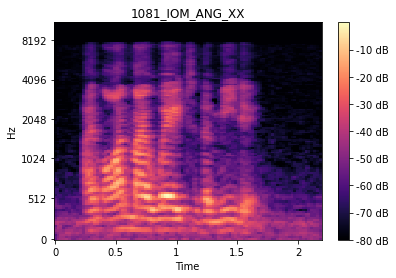 1081_IOM_ANG_XX
8192
4096
2048
1024
512
0
Hz
0
0.5
1
1.5
2
Time
-10 dB
-20 dB
-30 dB
-40 dB
-50 dB
-60 dB
-70 dB
-80 dB